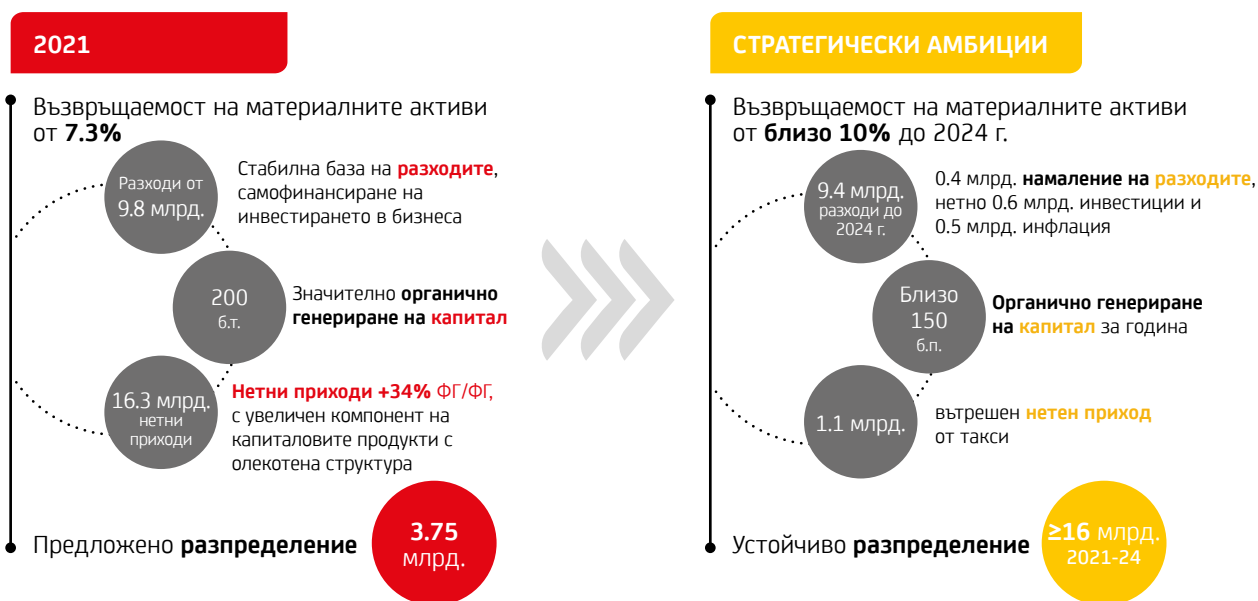 2021
Възвръщаемост на материалните активи
от 7.3%
Разходи от
9.8 млрд.
Стабилна база на разходите,
самофинансиране на
инвестирането в бизнеса
200
б.т.
Значително органично
генериране на капитал
16.3 млрд.
нетни
приходи
Нетни приходи +34% ФГ/ФГ,
с увеличен компонент на
капиталовите продукти с
олекотена структура
Предложено разпределение
3.75
млрд.
СТРАТЕГИЧЕСКИ АМБИЦИИ
Възвръщаемост на материалните активи
от близо 10% до 2024 г.
9.4 млрд.
разходи до
2024 г.
0.4 млрд. намаление на разходите,
нетно 0.6 млрд. инвестиции и
0.5 млрд. инфлация
Близо
150
б.п.
Органично генериране
на капитал за година
1.1 млрд.
вътрешен нетен приход
от такси
Устойчиво разпределение
≥16 млрд.
2021-24